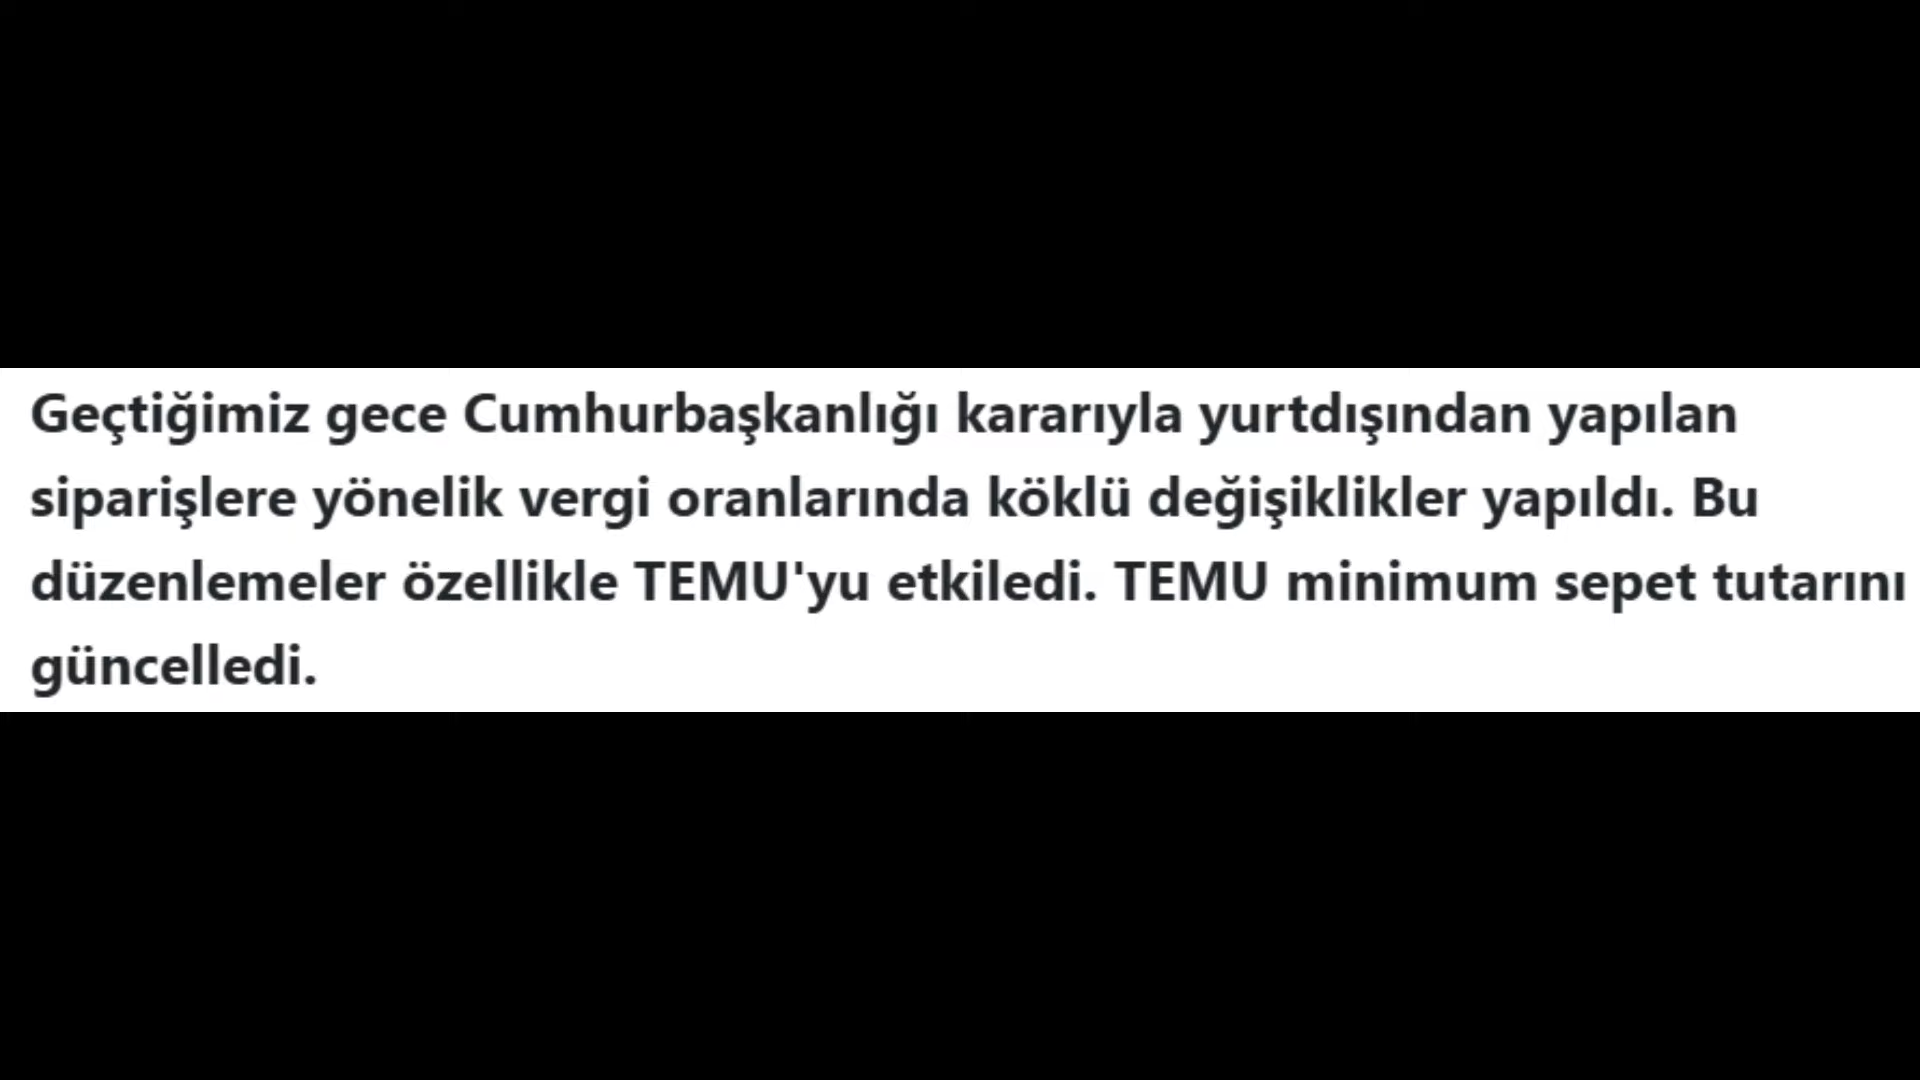 Geçtiğimiz gece Cumhurbaşkanlığı kararıyla yurtdışından yapılan
siparişlere yönelik vergi oranlarında köklü değişiklikler yapıldı. Bu
düzenlemeler özellikle TEMU'yu etkiledi. TEMU minimum sepet tutarını
güncelledi.